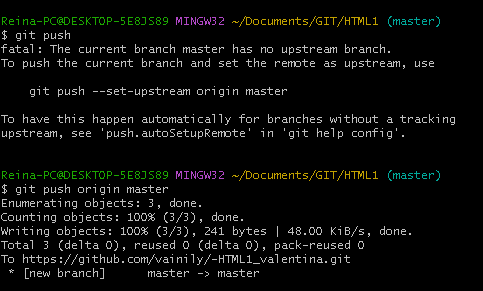 Reina-PC@DESKTOP-5E8JS89 MINGW32 ~/Documents/GIT/HTML1 (master)
$ git push
fatal: The current branch master has no upstream branch.
To push the current branch and set the remote as upstream, use
    git push --set-upstream origin master
To have this happen automatically for branches without a tracking
upstream, see 'push.autoSetupRemote' in 'git help config'.
Reina-PC@DESKTOP-5E8JS89 MINGW32 ~/Documents/GIT/HTML1 (master)
$ git push origin master
Enumerating objects: 3, done.
Counting objects: 100% (3/3), done.
Writing objects: 100% (3/3), 241 bytes | 48.00 KiB/s, done.
Total 3 (delta 0), reused 0 (delta 0), pack-reused 0
To https://github.com/vainily/-HTML1_valentina.git
 * [new branch]      master -> master